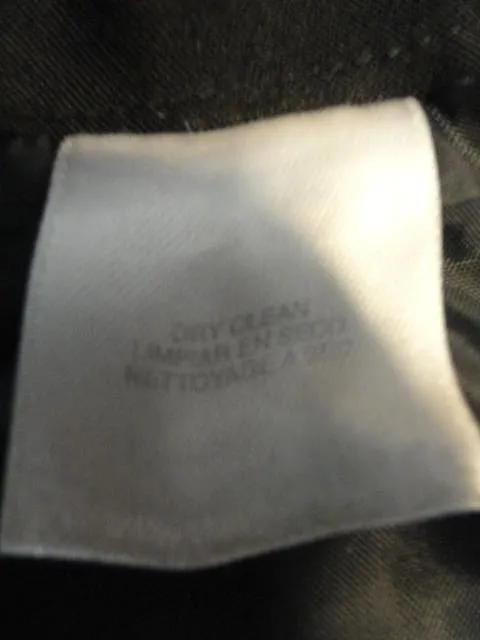 DRY CLEAN
LIMPIAR EN SECO
NETTOYAGE A SEC